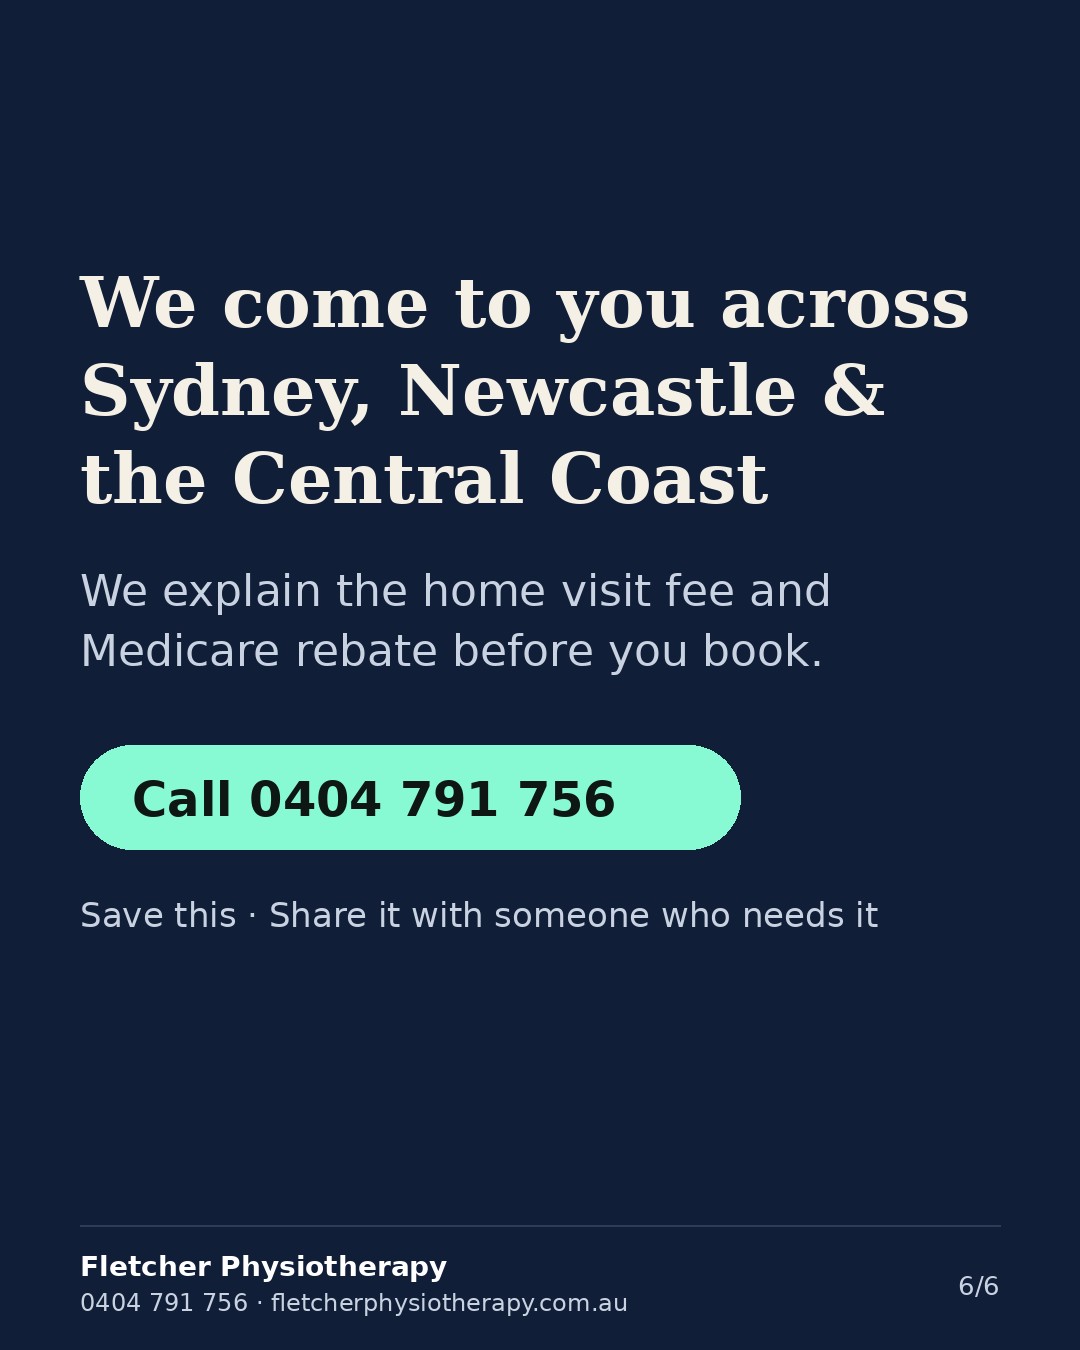 We come to you across
Sydney, Newcastle &
the Central Coast
We explain the home visit fee and
Medicare rebate before you book.
Call 0404 791 756
Save this · Share it with someone who needs it
Fletcher Physiotherapy
0404 791 756 · fletcherphysiotherapy.com.au
6/6